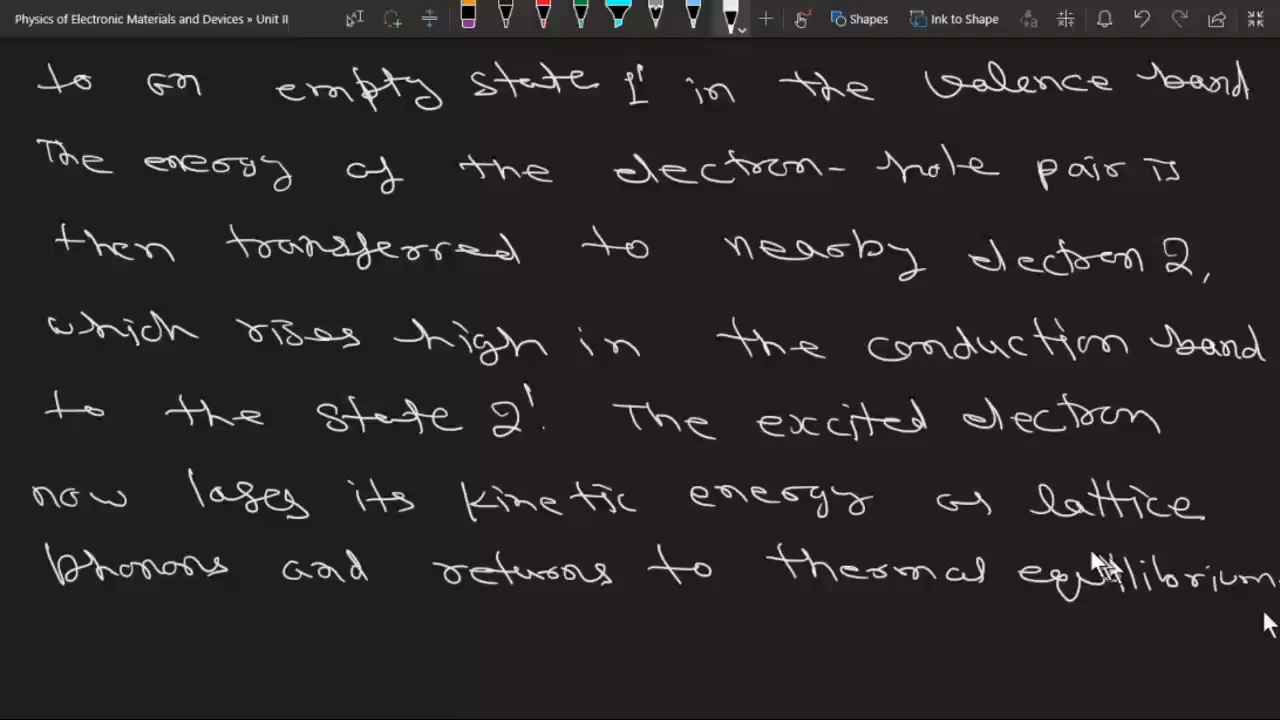 Physics of Electronic Materials and Devices » Unit II
Shapes
Ink to Shape
to an empty state 1' in the valence band
The energy of the electron-hole pair is
then transferred to nearby electron 2,
which rises high in the conduction band
to the state 2'. The excited electron
now loses its kinetic energy as lattice
phonons and returns to thermal equilibrium.